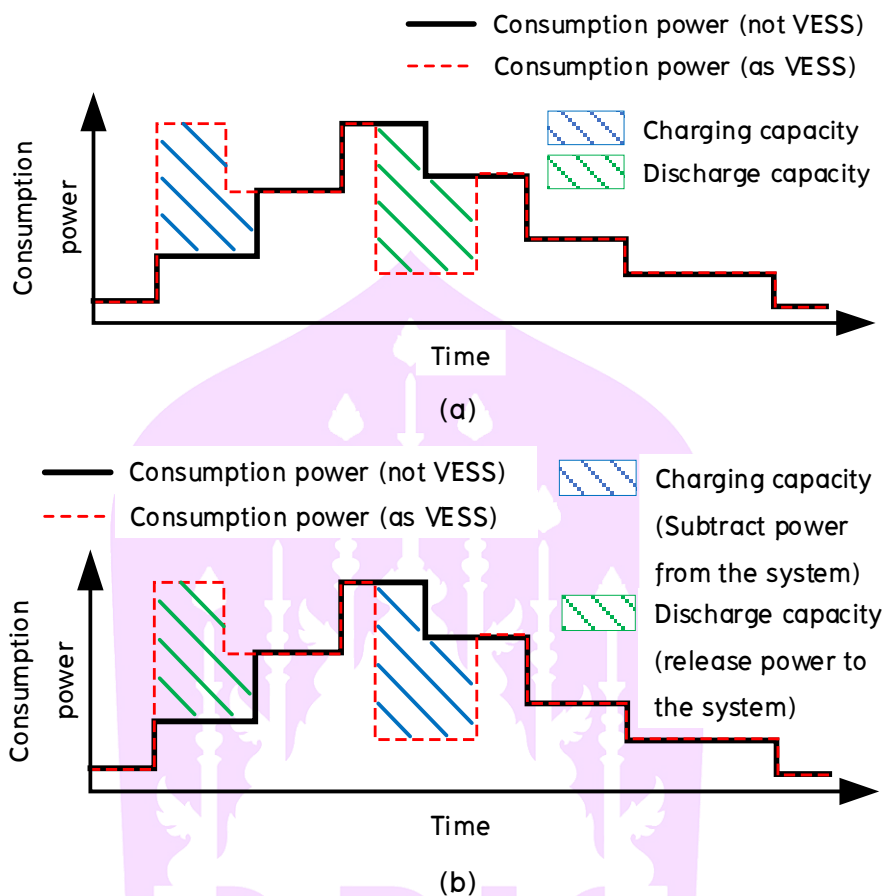 Consumption power (not VESS)
Consumption power (as VESS)
Charging capacity
Discharge capacity
Consumption
power
Time
(a)
Consumption power (not VESS)
Consumption power (as VESS)
Charging capacity
(Subtract power
from the system)
Discharge capacity
(release power to
the system)
Consumption
power
Time
(b)